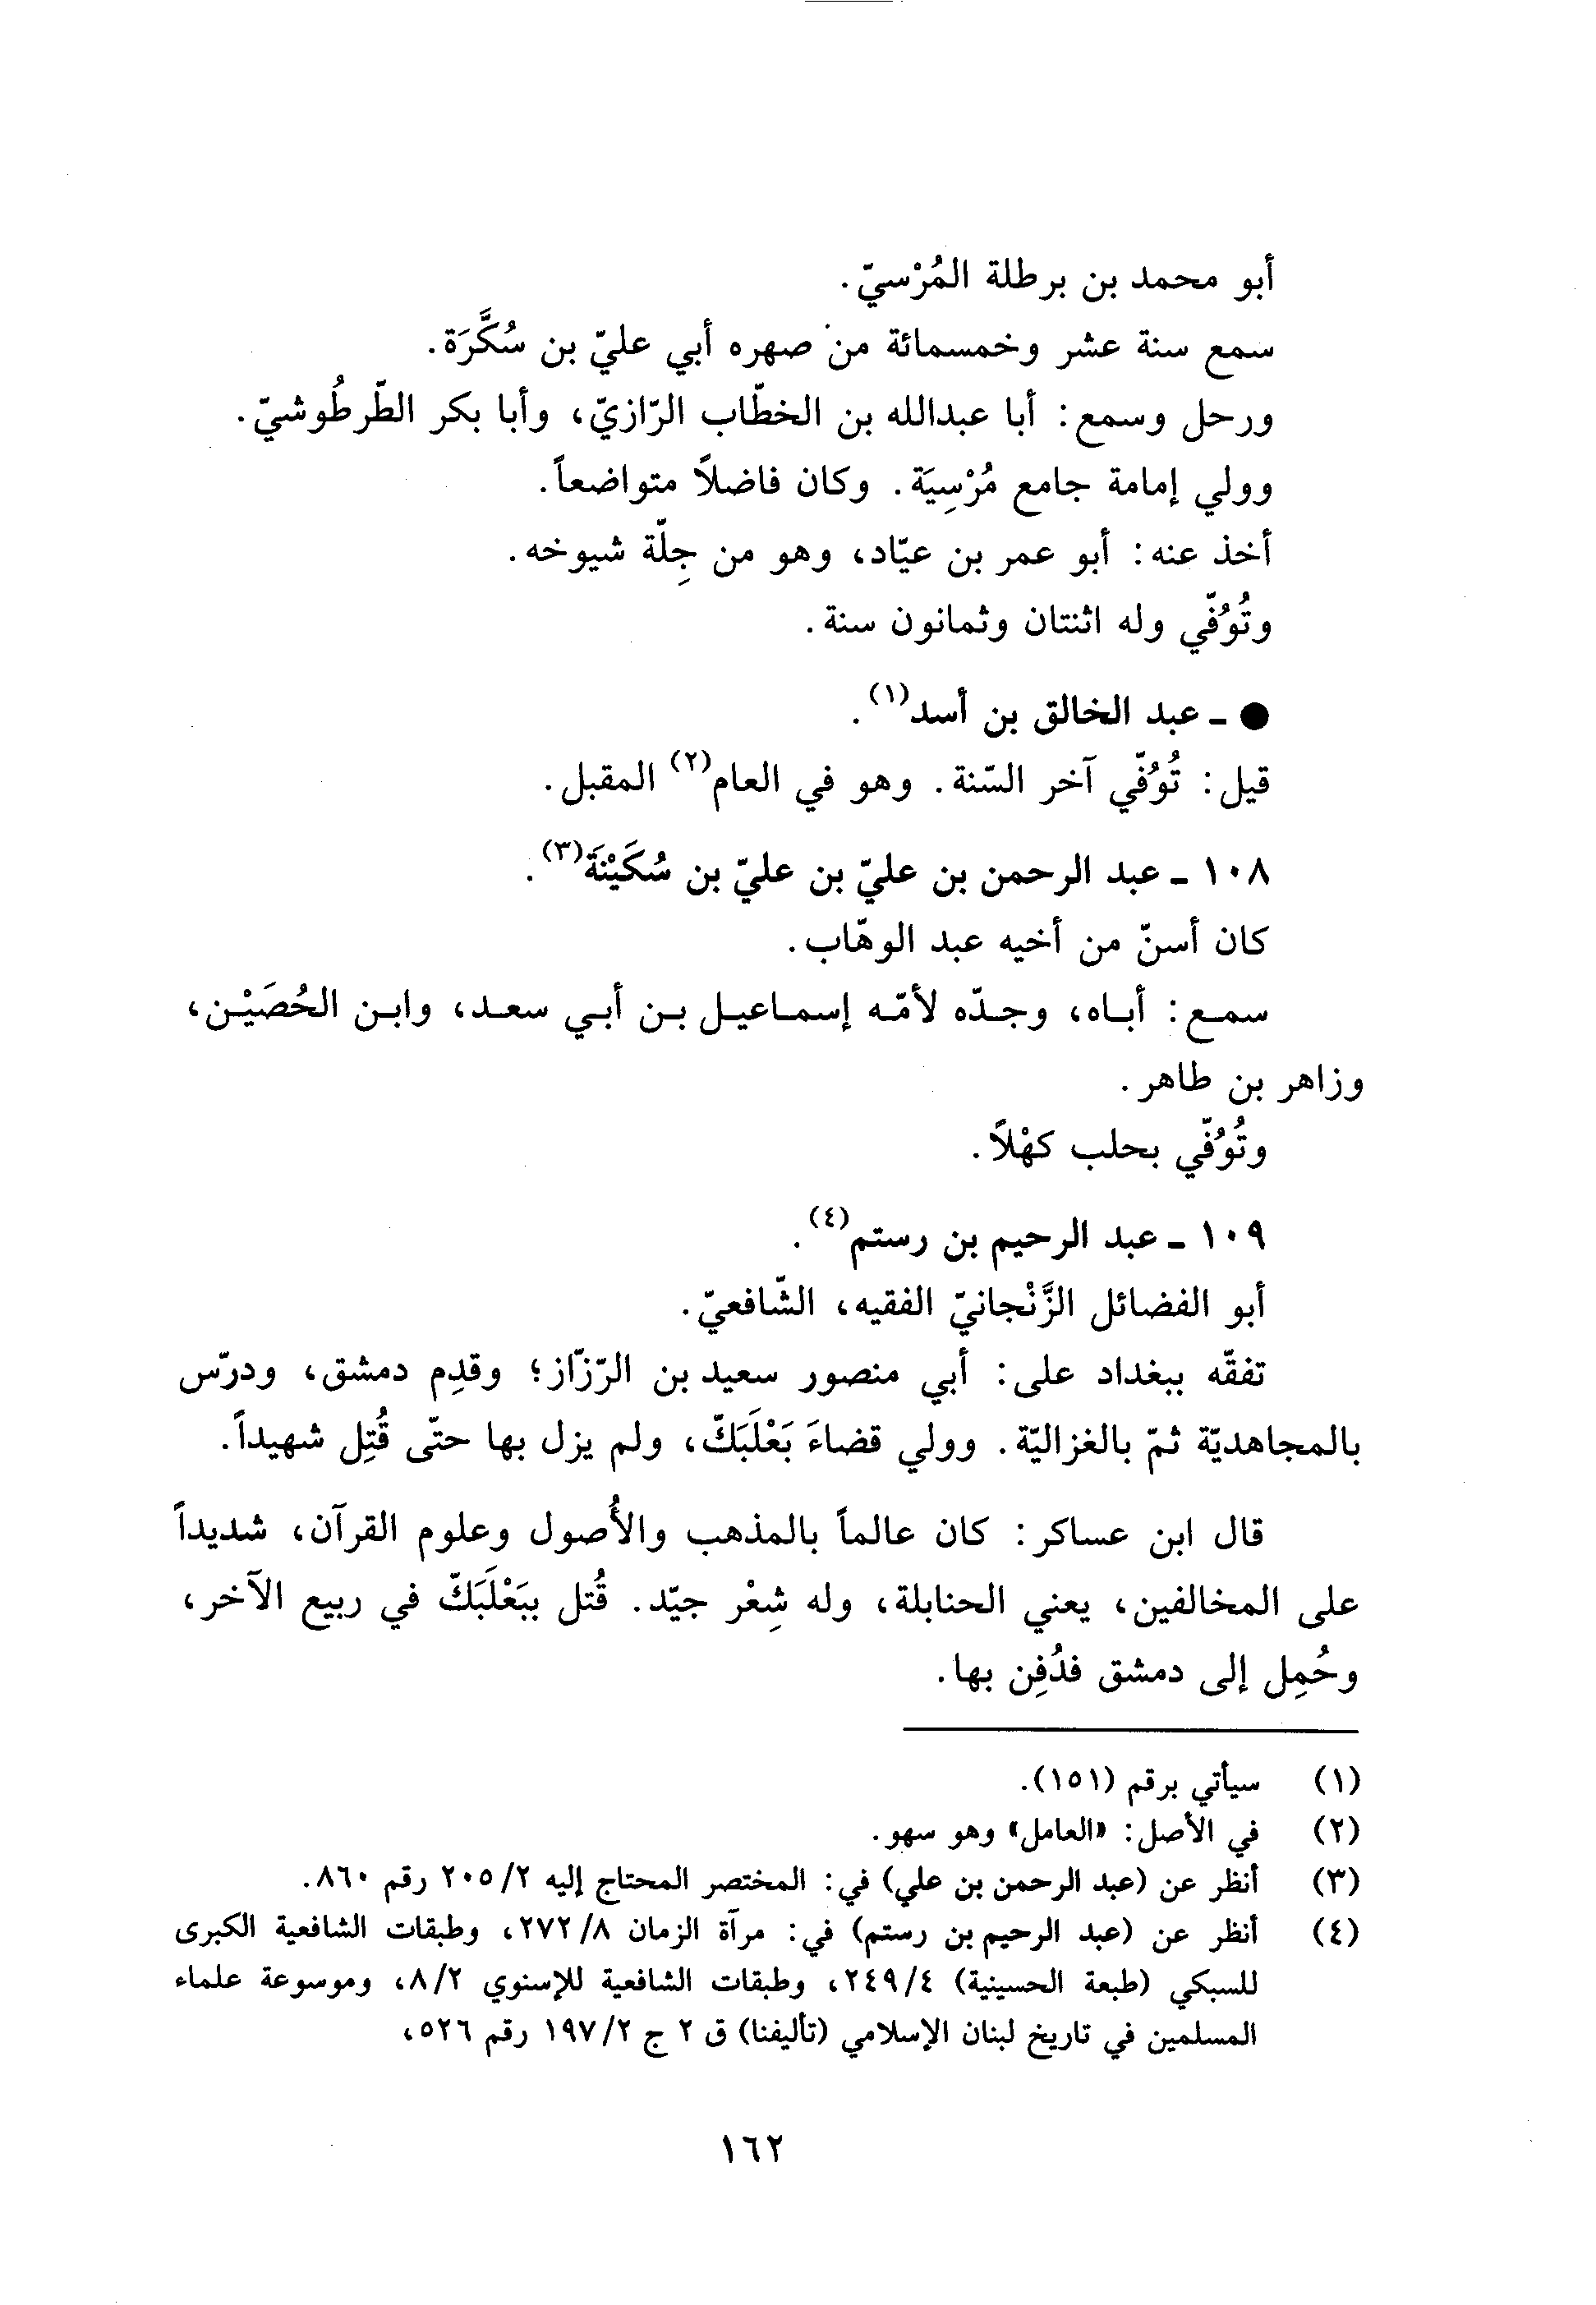 أبو محمد بن برطلة المُرْسيّ.
سمع سنة عشر وخمسمائة من صهره أبي عليّ بن سُكَّرَة.
ورحل وسمع: أبا عبدالله بن الخطّاب الرّازيّ، وأبا بكر الطّرطُوشيّ.
وولي إمامة جامع مُرْسِيَة. وكان فاضلاً متواضعاً.
أخذ عنه: أبو عمر بن عيّاد، وهو من جِلّة شيوخه.
وتُوُفّي وله اثنتان وثمانون سنة.
● ـ عبد الخالق بن أسد(١).
قيل: تُوُفّي آخر السّنة. وهو في العام(٢) المقبل.
١٠٨ ـ عبد الرحمن بن عليّ بن عليّ بن سُكَيْنَة(٣).
كان أسنّ من أخيه عبد الوهّاب.
سمـع: أبـاه، وجـدّه لأمّـه إسمـاعيـل بـن أبـي سعـد، وابـن الحُصَيْـن،
وزاهر بن طاهر.
وتُوُفّي بحلب كهْلاً.
١٠٩ ـ عبد الرحيم بن رستم(٤).
أبو الفضائل الزَّنْجانيّ الفقيه، الشّافعيّ.
تفقّه ببغداد على: أبي منصور سعيد بن الرّزّاز؛ وقدِم دمشق، ودرّس
بالمجاهديّة ثمّ بالغزاليّة. وولي قضاءَ بَعْلَبَكّ، ولم يزل بها حتّى قُتِل شهيداً.
قال ابن عساكر: كان عالماً بالمذهب والأُصول وعلوم القرآن، شديداً
على المخالفين، يعني الحنابلة، وله شِعْر جيّد. قُتل ببَعْلَبَكّ في ربيع الآخر،
وحُمِل إلى دمشق فدُفِن بها.
(١) سيأتي برقم (١٥١).
(٢) في الأصل: «العامل» وهو سهو.
(٣) أنظر عن (عبد الرحمن بن علي) في: المختصر المحتاج إليه ٢٠٥/٢ رقم ٨٦٠.
(٤) أنظر عن (عبد الرحيم بن رستم) في: مرآة الزمان ٢٧٢/٨، وطبقات الشافعية الكبرى
للسبكي (طبعة الحسينية) ٢٤٩/٤، وطبقات الشافعية للإسنوي ٨/٢، وموسوعة علماء
المسلمين في تاريخ لبنان الإسلامي (تأليفنا) ق ٢ ج ١٩٧/٢ رقم ٥٢٦،
١٦٢